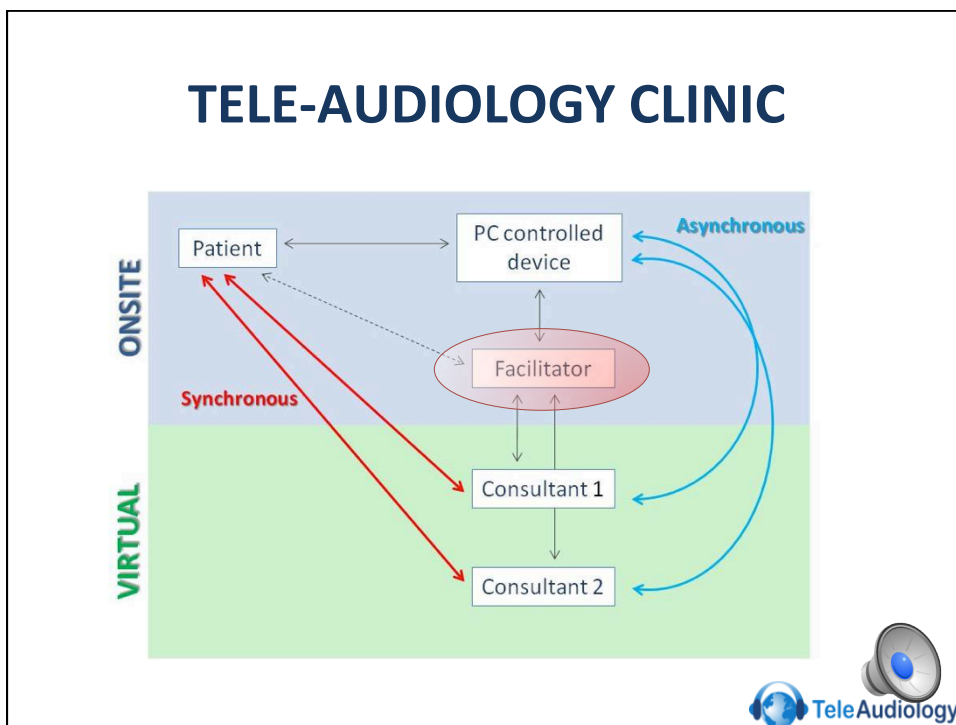 TELE-AUDIOLOGY CLINIC
ONSITE
Patient
PC controlled
device
Asynchronous
Facilitator
Synchronous
VIRTUAL
Consultant 1
Consultant 2
TeleAudiology